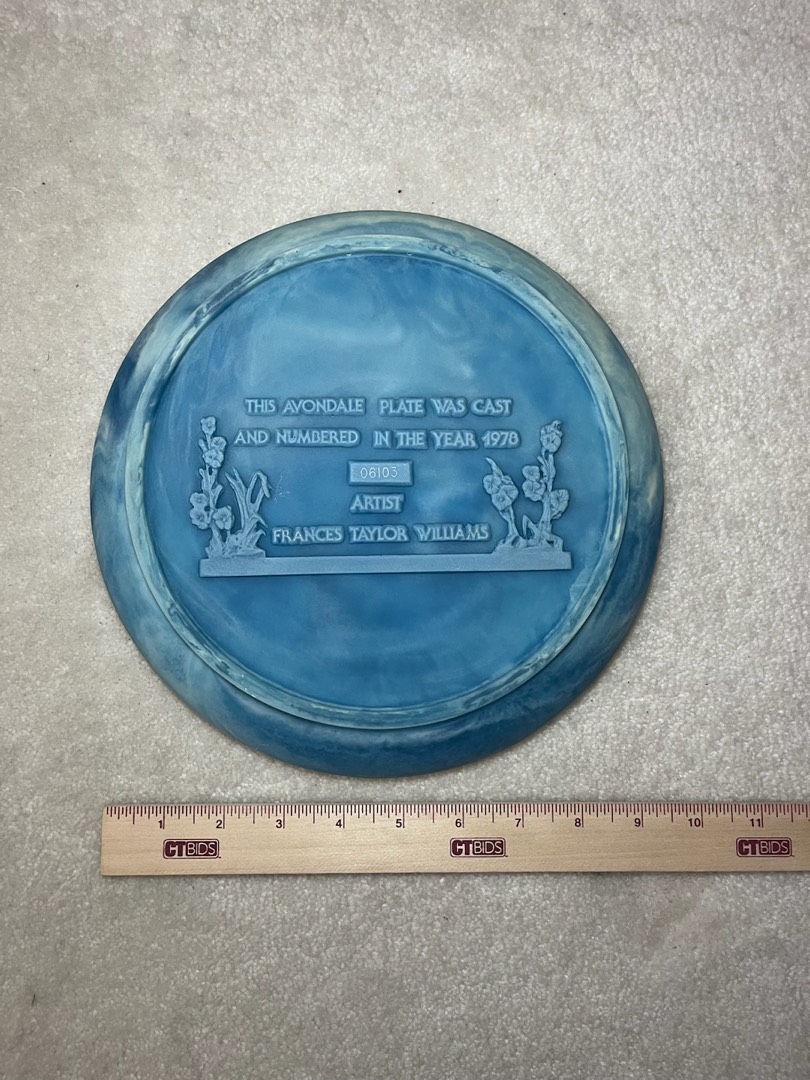 THIS AVONDALE PLATE WAS CAST
AND NUMBERED IN THE YEAR 1978
06103
ARTIST
FRANCES TAYLOR WILLIAMS
1 2 3 4 5 6 7 8 9 10 11
CTBIDS CTBIDS CTBIDS